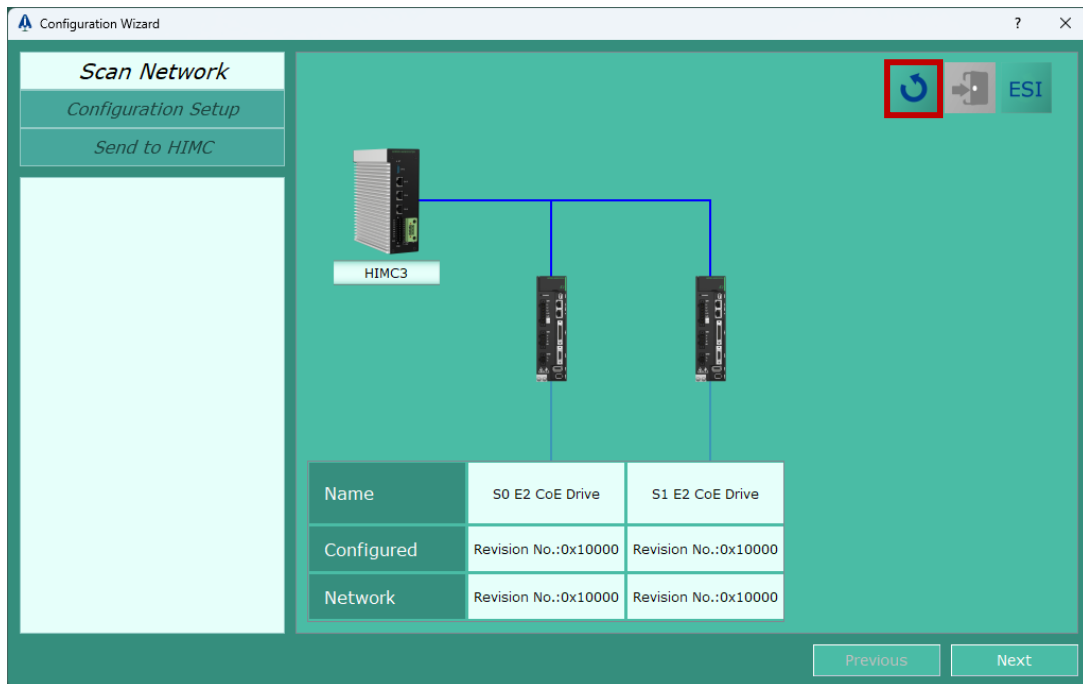 Configuration Wizard
?
Scan Network
Configuration Setup
Send to HIMC
ESI
HIMC3
Name S0 E2 CoE Drive S1 E2 CoE Drive
Configured Revision No.:0x10000 Revision No.:0x10000
Network Revision No.:0x10000 Revision No.:0x10000
Previous Next